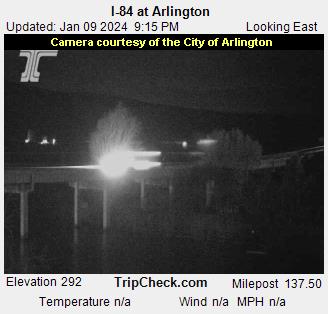 I-84 at Arlington
Updated: Jan 09 2024 9:15 PM Looking East
Camera courtesy of the City of Arlington
Elevation 292 TripCheck.com Milepost 137.50
Temperature n/a Wind n/a MPH n/a